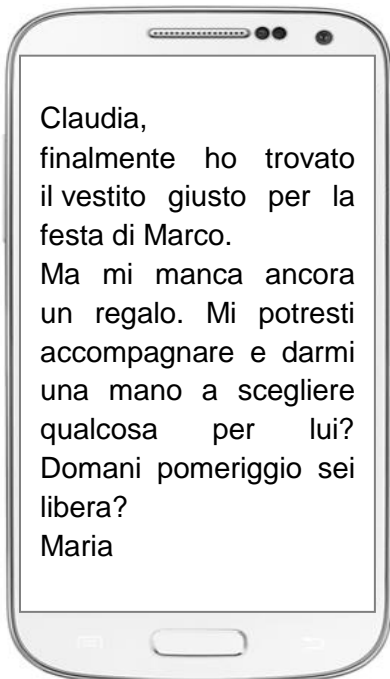 Claudia,
finalmente ho trovato
il vestito giusto per la
festa di Marco.
Ma mi manca ancora
un regalo. Mi potresti
accompagnare e darmi
una mano a scegliere
qualcosa per lui?
Domani pomeriggio sei
libera?
Maria